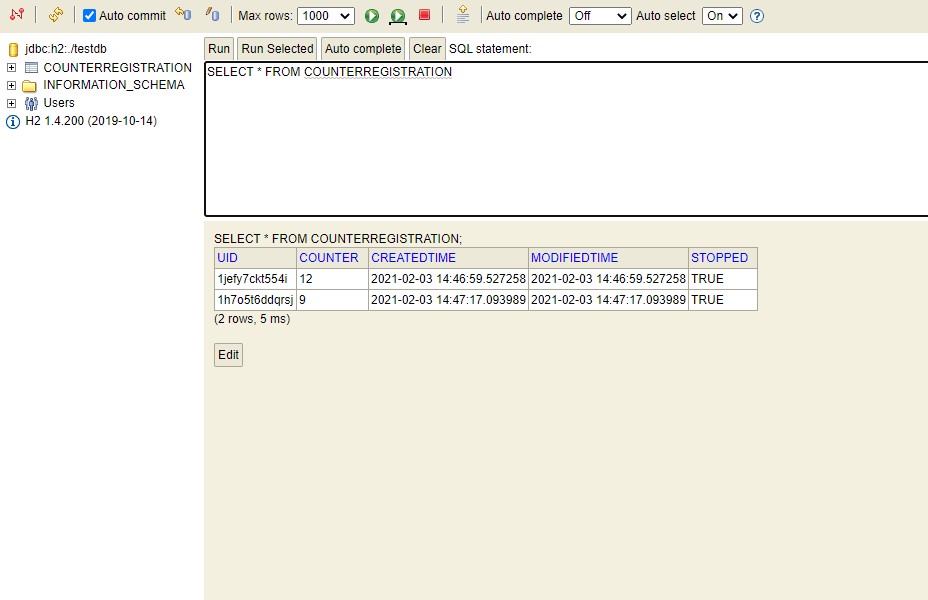 Auto commit Max rows: 1000 Auto complete Off Auto select On ?
jdbc:h2:./testdb
COUNTERREGISTRATION
INFORMATION_SCHEMA
Users
H2 1.4.200 (2019-10-14)
Run Run Selected Auto complete Clear SQL statement:
SELECT * FROM COUNTERREGISTRATION
SELECT * FROM COUNTERREGISTRATION;
UID COUNTER CREATEDTIME MODIFIEDTIME STOPPED
1jefy7ckt554i 12 2021-02-03 14:46:59.527258 2021-02-03 14:46:59.527258 TRUE
1h7o5t6ddqrsj 9 2021-02-03 14:47:17.093989 2021-02-03 14:47:17.093989 TRUE
(2 rows, 5 ms)
Edit